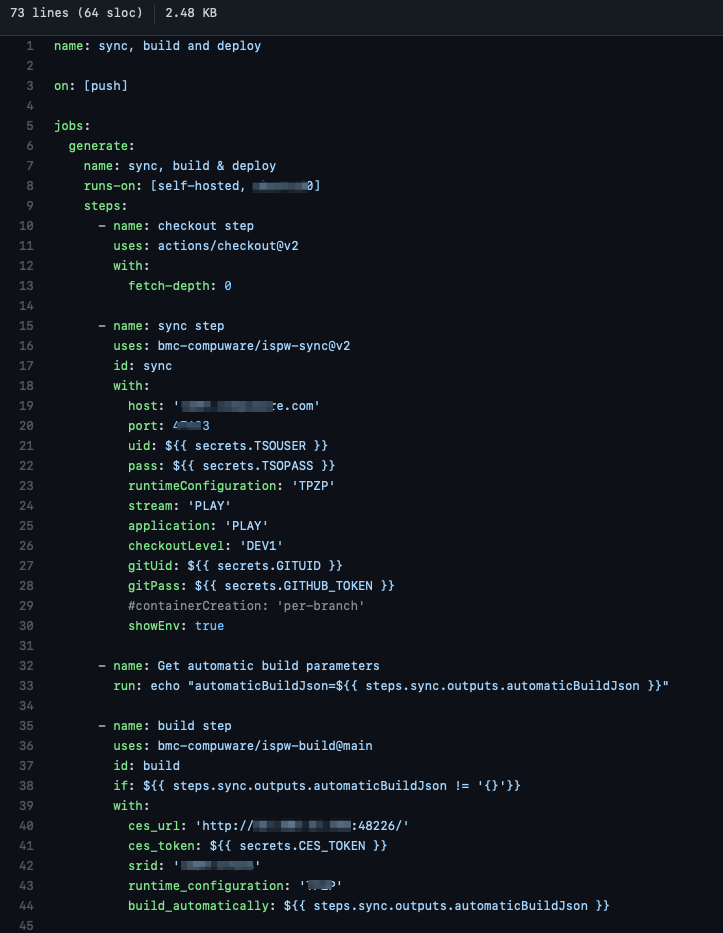 73 lines (64 sloc) 2.48 KB
1 name: sync, build and deploy
2
3 on: [push]
4
5 jobs:
6 generate:
7 name: sync, build & deploy
8 runs-on: [self-hosted, 0]
9 steps:
10 - name: checkout step
11 uses: actions/checkout@v2
12 with:
13 fetch-depth: 0
14
15 - name: sync step
16 uses: bmc-compuware/ispw-sync@v2
17 id: sync
18 with:
19 host: ' re.com'
20 port: 3
21 uid: ${{ secrets.TSOUSER }}
22 pass: ${{ secrets.TSOPASS }}
23 runtimeConfiguration: 'TPZP'
24 stream: 'PLAY'
25 application: 'PLAY'
26 checkoutLevel: 'DEV1'
27 gitUid: ${{ secrets.GITUID }}
28 gitPass: ${{ secrets.GITHUB_TOKEN }}
29 #containerCreation: 'per-branch'
30 showEnv: true
31
32 - name: Get automatic build parameters
33 run: echo "automaticBuildJson=${{ steps.sync.outputs.automaticBuildJson }}"
34
35 - name: build step
36 uses: bmc-compuware/ispw-build@main
37 id: build
38 if: ${{ steps.sync.outputs.automaticBuildJson != '{}'}}
39 with:
40 ces_url: 'http:// :48226/'
41 ces_token: ${{ secrets.CES_TOKEN }}
42 srid: ' '
43 runtime_configuration: ' P'
44 build_automatically: ${{ steps.sync.outputs.automaticBuildJson }}
45